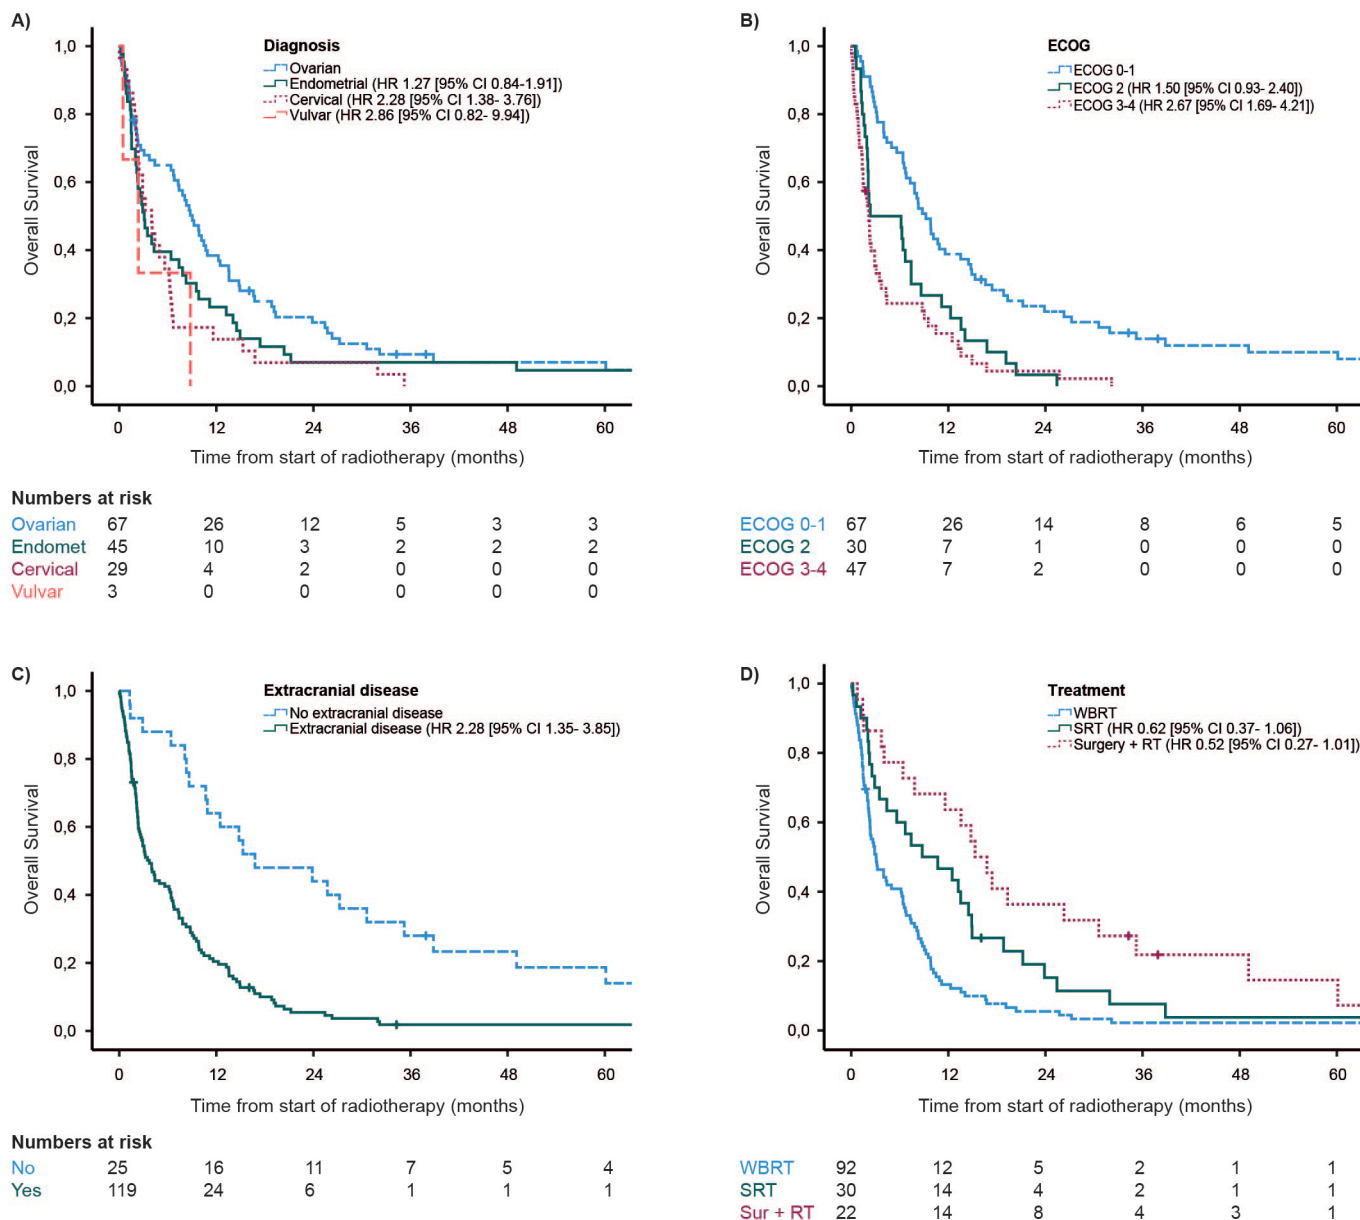 A)
Diagnosis
Ovarian
Endometrial (HR 1.27 [95% CI 0.84-1.91])
Cervical (HR 2.28 [95% CI 1.38- 3.76])
Vulvar (HR 2.86 [95% CI 0.82- 9.94])
Overall Survival
1,0
0,8
0,6
0,4
0,2
0,0
0 12 24 36 48 60
Time from start of radiotherapy (months)
Numbers at risk
Ovarian 67 26 12 5 3 3
Endomet 45 10 3 2 2 2
Cervical 29 4 2 0 0 0
Vulvar 3 0 0 0 0 0
B)
ECOG
ECOG 0-1
ECOG 2 (HR 1.50 [95% CI 0.93- 2.40])
ECOG 3-4 (HR 2.67 [95% CI 1.69- 4.21])
Overall Survival
1,0
0,8
0,6
0,4
0,2
0,0
0 12 24 36 48 60
Time from start of radiotherapy (months)
ECOG 0-1 67 26 14 8 6 5
ECOG 2 30 7 1 0 0 0
ECOG 3-4 47 7 2 0 0 0
C)
Extracranial disease
No extracranial disease
Extracranial disease (HR 2.28 [95% CI 1.35- 3.85])
Overall Survival
1,0
0,8
0,6
0,4
0,2
0,0
0 12 24 36 48 60
Time from start of radiotherapy (months)
Numbers at risk
No 25 16 11 7 5 4
Yes 119 24 6 1 1 1
D)
Treatment
WBRT
SRT (HR 0.62 [95% CI 0.37- 1.06])
Surgery + RT (HR 0.52 [95% CI 0.27- 1.01])
Overall Survival
1,0
0,8
0,6
0,4
0,2
0,0
0 12 24 36 48 60
Time from start of radiotherapy (months)
WBRT 92 12 5 2 1 1
SRT 30 14 4 2 1 1
Sur + RT 22 14 8 4 3 1